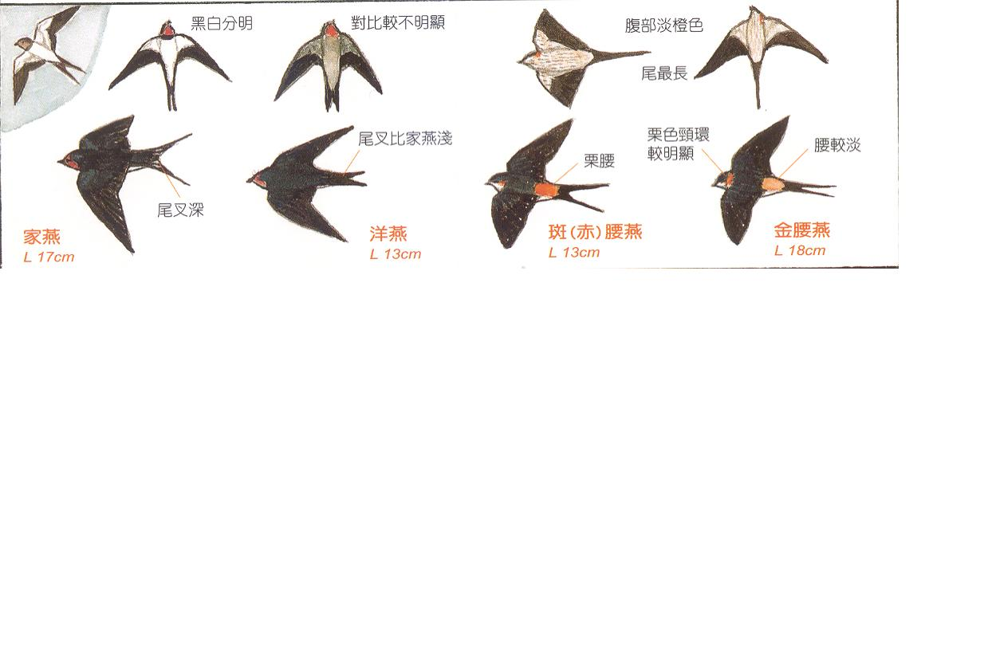 黑白分明
對比較不明顯
腹部淡橙色
尾最長
尾叉比家燕淺
栗色頸環
較明顯
腰較淡
栗腰
尾叉深
家燕
L 17cm
洋燕
L 13cm
斑(赤)腰燕
L 13cm
金腰燕
L 18cm